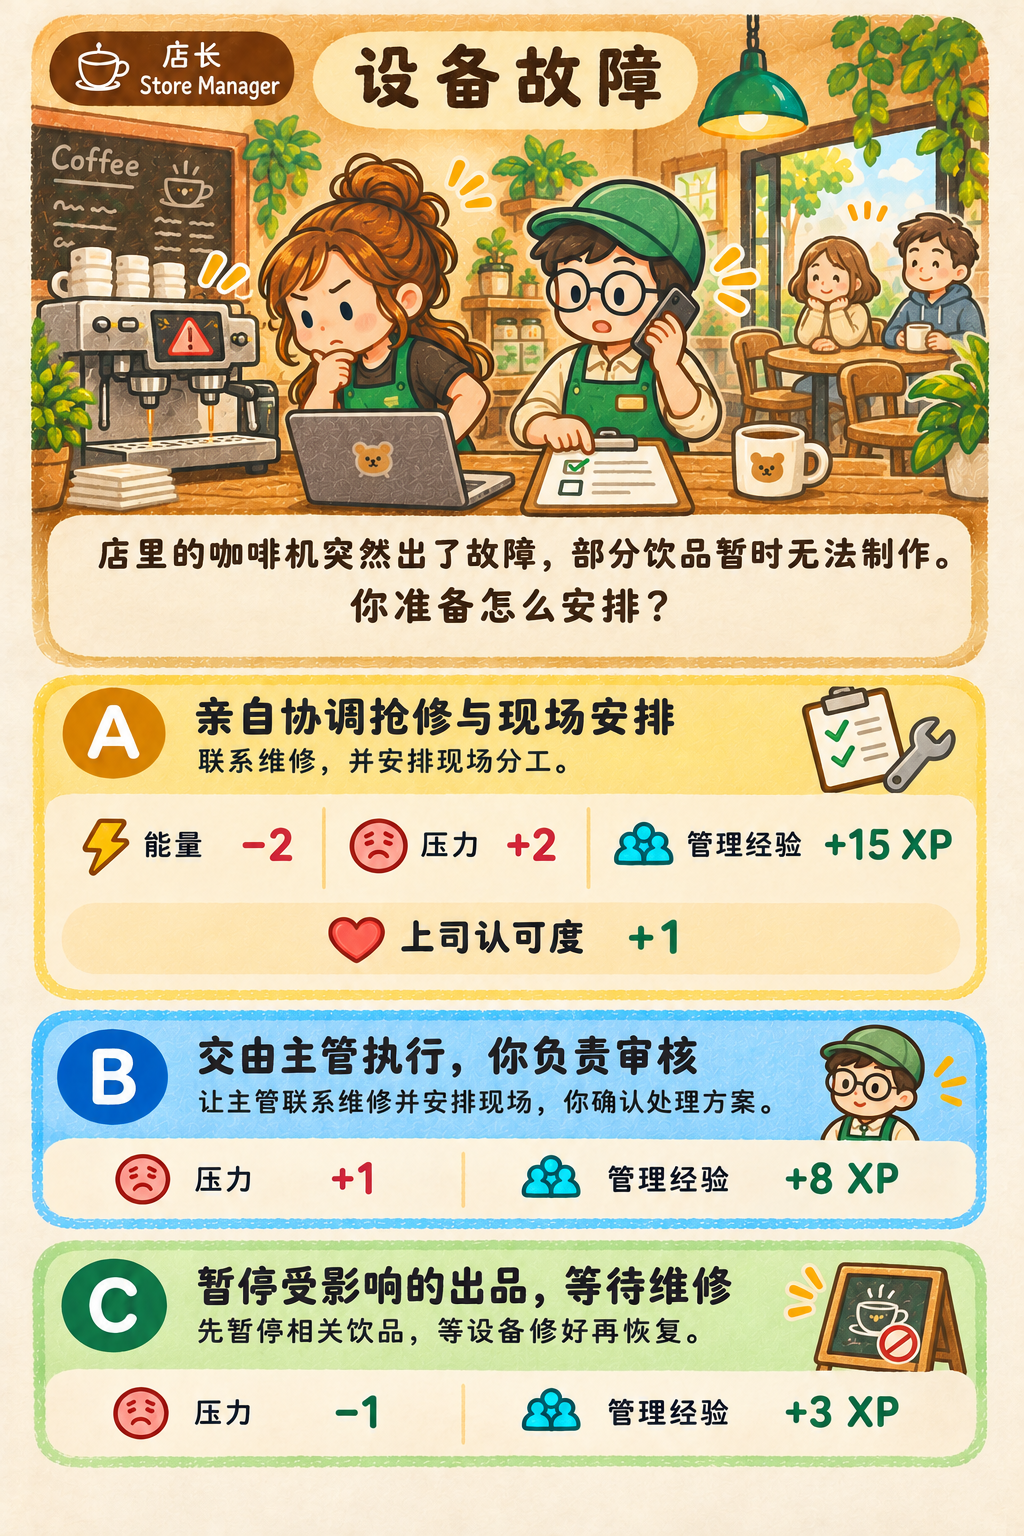 店长
Store Manager
设备故障
Coffee
店里的咖啡机突然出了故障，部分饮品暂时无法制作。
你准备怎么安排？
A
亲自协调抢修与现场安排
联系维修，并安排现场分工。
能量 -2
压力 +2
管理经验 +15 XP
上司认可度 +1
B
交由主管执行，你负责审核
让主管联系维修并安排现场，你确认处理方案。
压力 +1
管理经验 +8 XP
C
暂停受影响的出品，等待维修
先暂停相关饮品，等设备修好再恢复。
压力 -1
管理经验 +3 XP